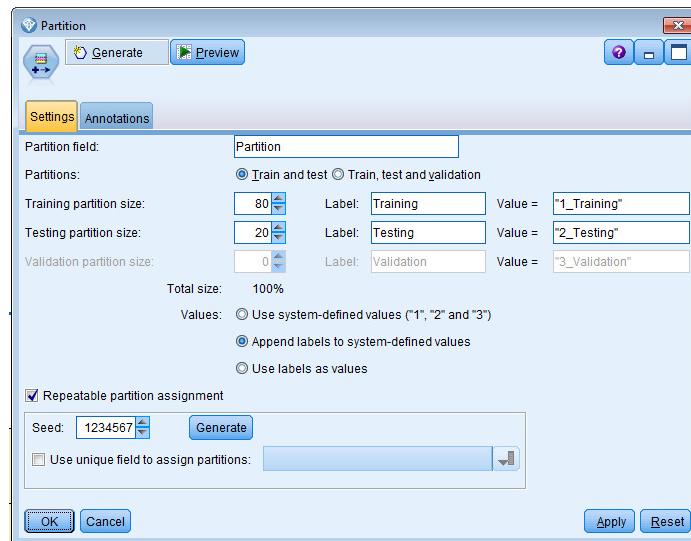 Partition
Generate Preview ?
Settings Annotations
Partition field: Partition
Partitions: Train and test Train, test and validation
Training partition size: 80 Label: Training Value = "1_Training"
Testing partition size: 20 Label: Testing Value = "2_Testing"
Validation partition size: 0 Label: Validation Value = "3_Validation"
Total size: 100%
Values: Use system-defined values ("1", "2" and "3")
Append labels to system-defined values
Use labels as values
Repeatable partition assignment
Seed: 1234567 Generate
Use unique field to assign partitions:
OK Cancel Apply Reset